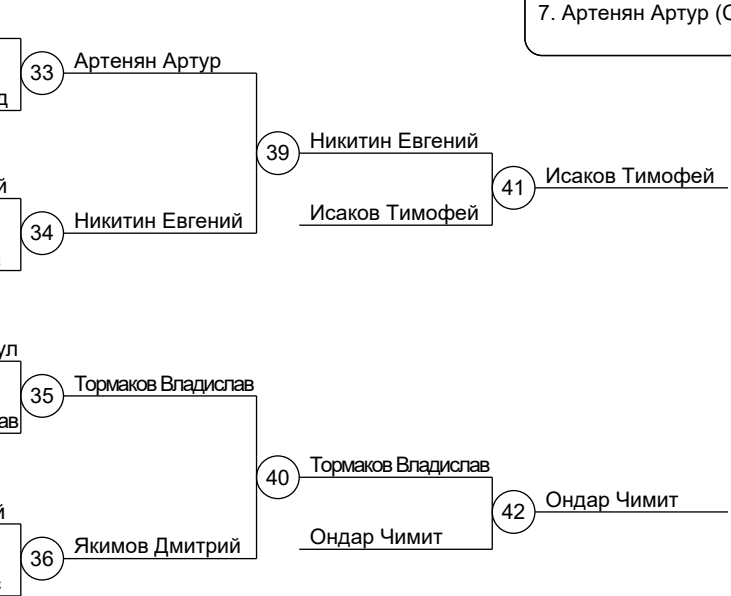 7. Артенян Артур (
33
Артенян Артур
39
Никитин Евгений
41
Исаков Тимофей
Исаков Тимофей
34
Никитин Евгений
35
Тормаков Владислав
40
Тормаков Владислав
42
Ондар Чимит
Ондар Чимит
36
Якимов Дмитрий